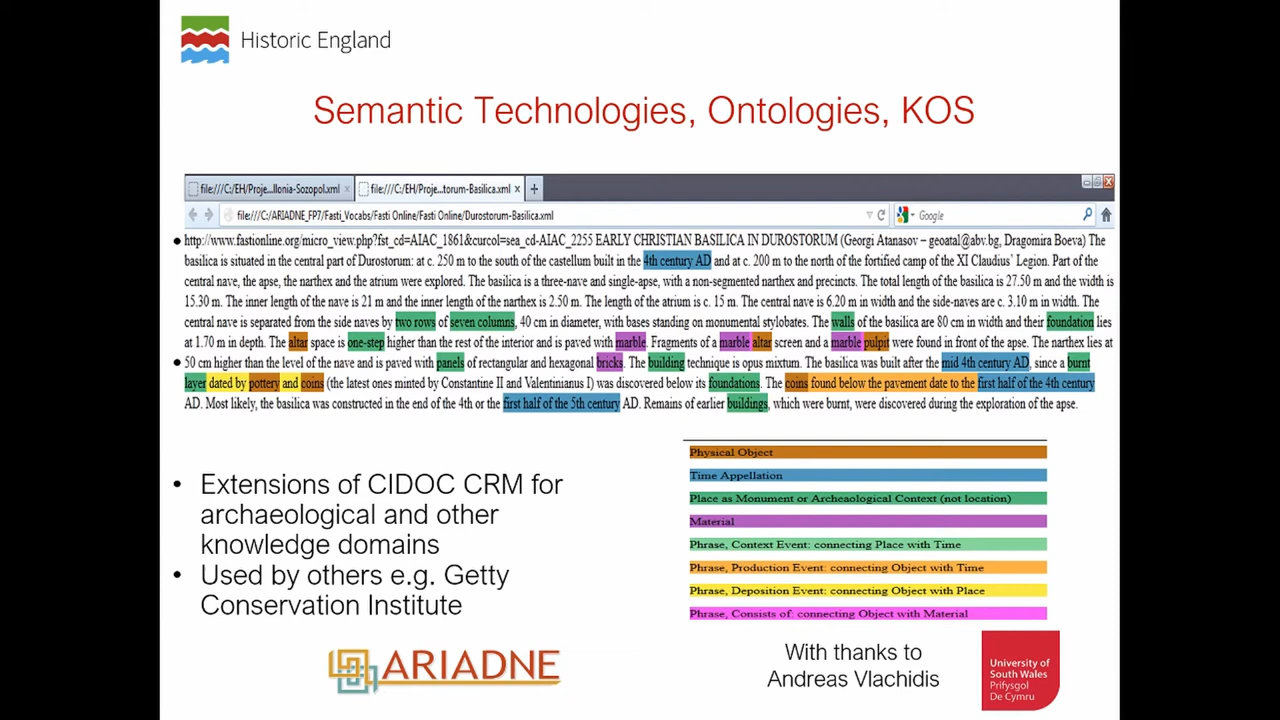 Historic England
Semantic Technologies, Ontologies, KOS
file:///C:/EH/Proje...llonia-Sozopol.xml × file:///C:/EH/Proje...torum-Basilica.xml × +
file:///C:/ARIADNE_FP7/Fasti_Vocabs/Fasti Online/Fasti Online/Durostorum-Basilica.xml Google
• http://www.fastionline.org/micro_view.php?fst_cd=AIAC_1861&curcol=sea_cd-AIAC_2255 EARLY CHRISTIAN BASILICA IN DUROSTORUM (Georgi Atanasov – geoatal@abv.bg, Dragomira Boeva) The
basilica is situated in the central part of Durostorum: at c. 250 m to the south of the castellum built in the 4th century AD and at c. 200 m to the north of the fortified camp of the XI Claudius' Legion. Part of the
central nave, the apse, the narthex and the atrium were explored. The basilica is a three-nave and single-apse, with a non-segmented narthex and precincts. The total length of the basilica is 27.50 m and the width is
15.30 m. The inner length of the nave is 21 m and the inner length of the narthex is 2.50 m. The length of the atrium is c. 15 m. The central nave is 6.20 m in width and the side-naves are c. 3.10 m in width. The
central nave is separated from the side naves by two rows of seven columns, 40 cm in diameter, with bases standing on monumental stylobates. The walls of the basilica are 80 cm in width and their foundation lies
at 1.70 m in depth. The altar space is one-step higher than the rest of the interior and is paved with marble. Fragments of a marble altar screen and a marble pulpit were found in front of the apse. The narthex lies at
• 50 cm higher than the level of the nave and is paved with panels of rectangular and hexagonal bricks. The building technique is opus mixtum. The basilica was built after the mid 4th century AD, since a burnt
layer dated by pottery and coins (the latest ones minted by Constantine II and Valentinianus I) was discovered below its foundations. The coins found below the pavement date to the first half of the 4th century
AD. Most likely, the basilica was constructed in the end of the 4th or the first half of the 5th century AD. Remains of earlier buildings, which were burnt, were discovered during the exploration of the apse.
Physical Object
Time Appellation
Place as Monument or Archaeological Context (not location)
Material
Phrase, Context Event: connecting Place with Time
Phrase, Production Event: connecting Object with Time
Phrase, Deposition Event: connecting Object with Place
Phrase, Consists of: connecting Object with Material
• Extensions of CIDOC CRM for
archaeological and other
knowledge domains
• Used by others e.g. Getty
Conservation Institute
ARIADNE
With thanks to
Andreas Vlachidis
University of
South Wales
Prifysgol
De Cymru